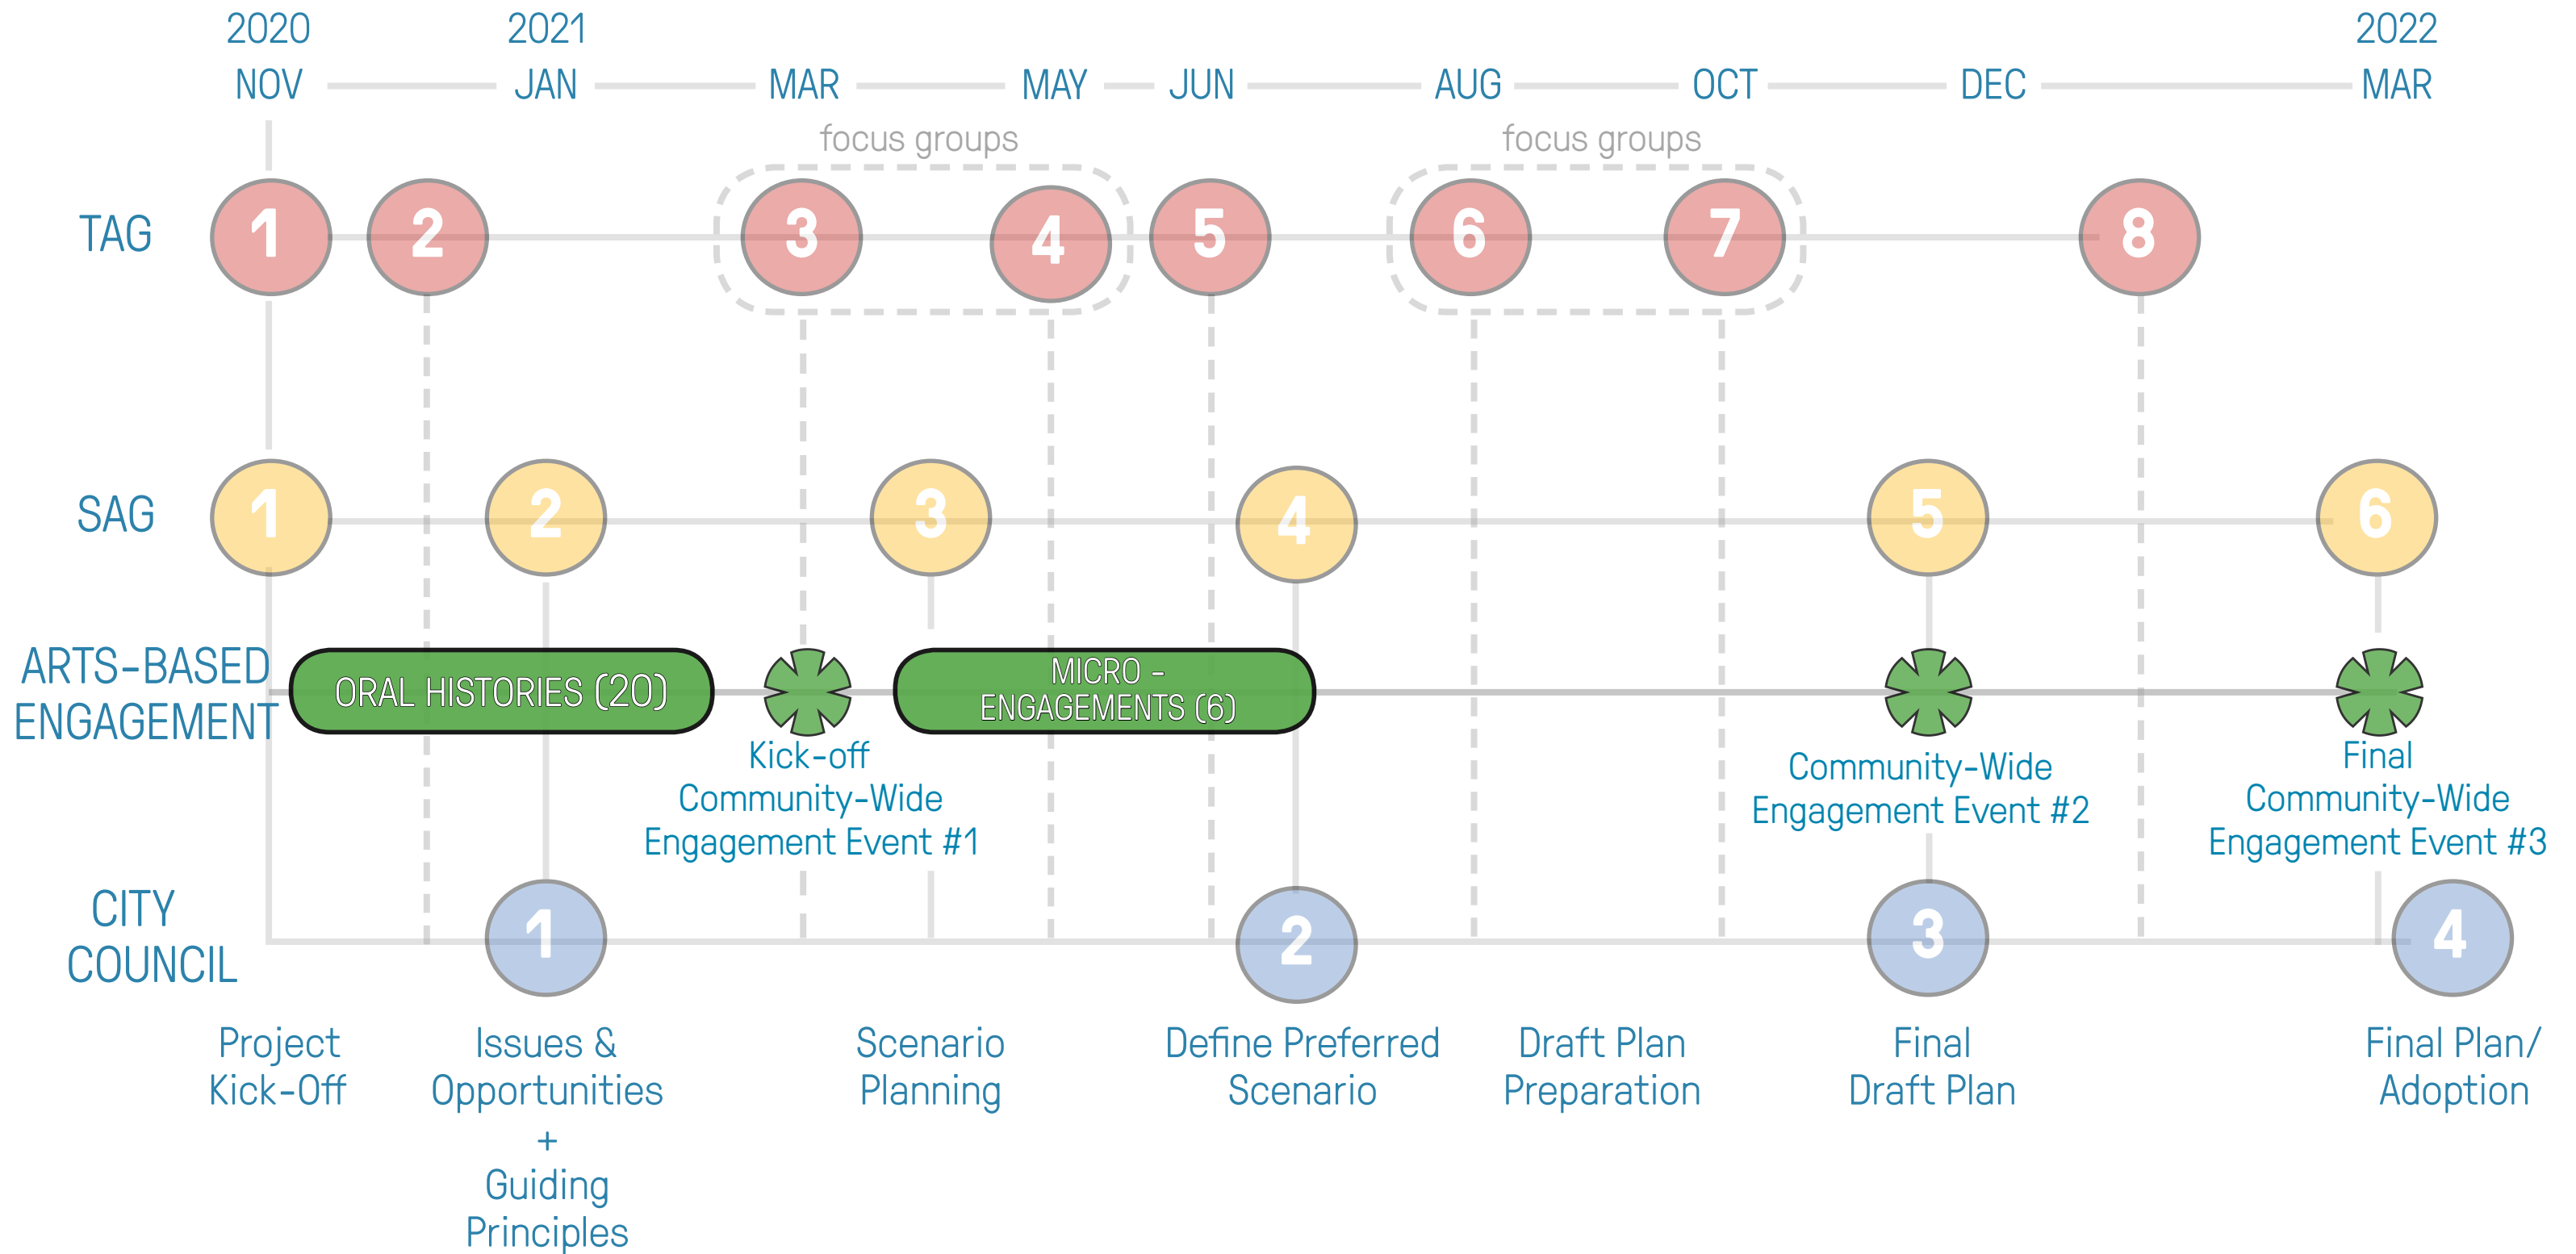 2020 2021 2022
NOV JAN MAR MAY JUN AUG OCT DEC MAR
focus groups focus groups
TAG 1 2 3 4 5 6 7 8
SAG 1 2 3 4 5 6
ARTS-BASED
ENGAGEMENT
ORAL HISTORIES (20)
MICRO -
ENGAGEMENTS (6)
Kick-off
Community-Wide
Engagement Event #1
Community-Wide
Engagement Event #2
Final
Community-Wide
Engagement Event #3
CITY
COUNCIL
1 2 3 4
Project
Kick-Off
Issues &
Opportunities
+
Guiding
Principles
Scenario
Planning
Define Preferred
Scenario
Draft Plan
Preparation
Final
Draft Plan
Final Plan/
Adoption